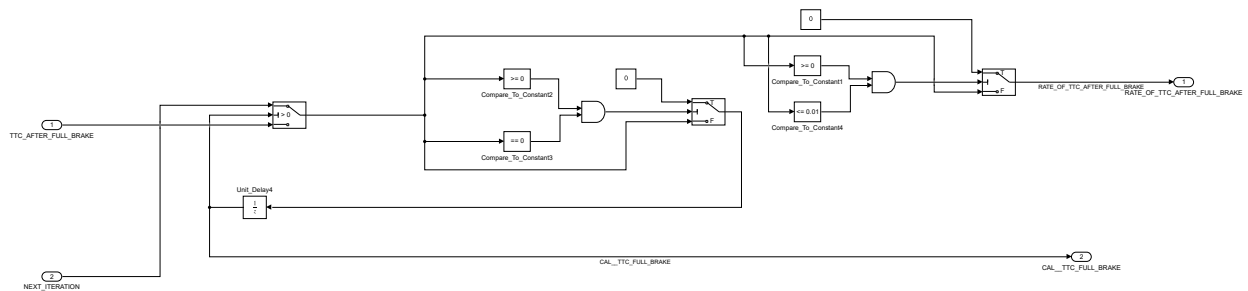 0
>= 0
Compare_To_Constant1
T
F
RATE_OF_TTC_AFTER_FULL_BRAKE
1
RATE_OF_TTC_AFTER_FULL_BRAKE
>= 0
Compare_To_Constant2
0
T
F
<= 0.01
Compare_To_Constant4
> 0
1
TTC_AFTER_FULL_BRAKE
== 0
Compare_To_Constant3
Unit_Delay4
1
z
CAL__TTC_FULL_BRAKE
2
CAL__TTC_FULL_BRAKE
2
NEXT_ITERATION